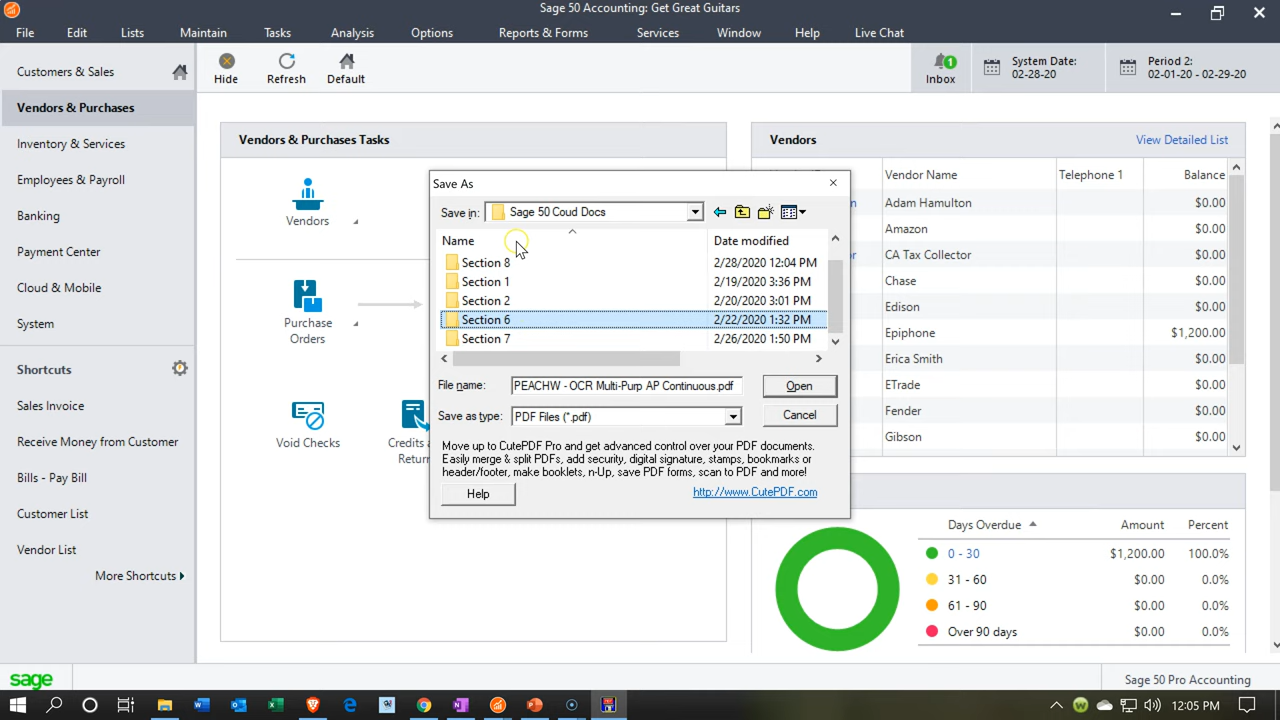 Sage 50 Accounting: Get Great Guitars
File Edit Lists Maintain Tasks Analysis Options Reports & Forms Services Window Help Live Chat
Customers & Sales
Vendors & Purchases
Inventory & Services
Employees & Payroll
Banking
Payment Center
Cloud & Mobile
System
Shortcuts
Sales Invoice
Receive Money from Customer
Bills - Pay Bill
Customer List
Vendor List
More Shortcuts
Hide Refresh Default
1
Inbox
System Date:
02-28-20
Period 2:
02-01-20 - 02-29-20
Vendors & Purchases Tasks
Vendors
Purchase
Orders
Void Checks
Credits a
Return
Save As
Save in: Sage 50 Coud Docs
Name Date modified
Section 8 2/28/2020 12:04 PM
Section 1 2/19/2020 3:36 PM
Section 2 2/20/2020 3:01 PM
Section 6 2/22/2020 1:32 PM
Section 7 2/26/2020 1:50 PM
File name: PEACHW - OCR Multi-Purp AP Continuous.pdf Open
Save as type: PDF Files (*.pdf) Cancel
Move up to CutePDF Pro and get advanced control over your PDF documents.
Easily merge & split PDFs, add security, digital signature, stamps, bookmarks or
header/footer, make booklets, n-Up, save PDF forms, scan to PDF and more!
Help http://www.CutePDF.com
Vendors View Detailed List
Vendor Name Telephone 1 Balance
Adam Hamilton $0.00
Amazon $0.00
CA Tax Collector $0.00
Chase $0.00
Edison $0.00
Epiphone $1,200.00
Erica Smith $0.00
ETrade $0.00
Fender $0.00
Gibson $0.00
Days Overdue Amount Percent
0 - 30 $1,200.00 100.0%
31 - 60 $0.00 0.0%
61 - 90 $0.00 0.0%
Over 90 days $0.00 0.0%
sage
Sage 50 Pro Accounting
12:05 PM